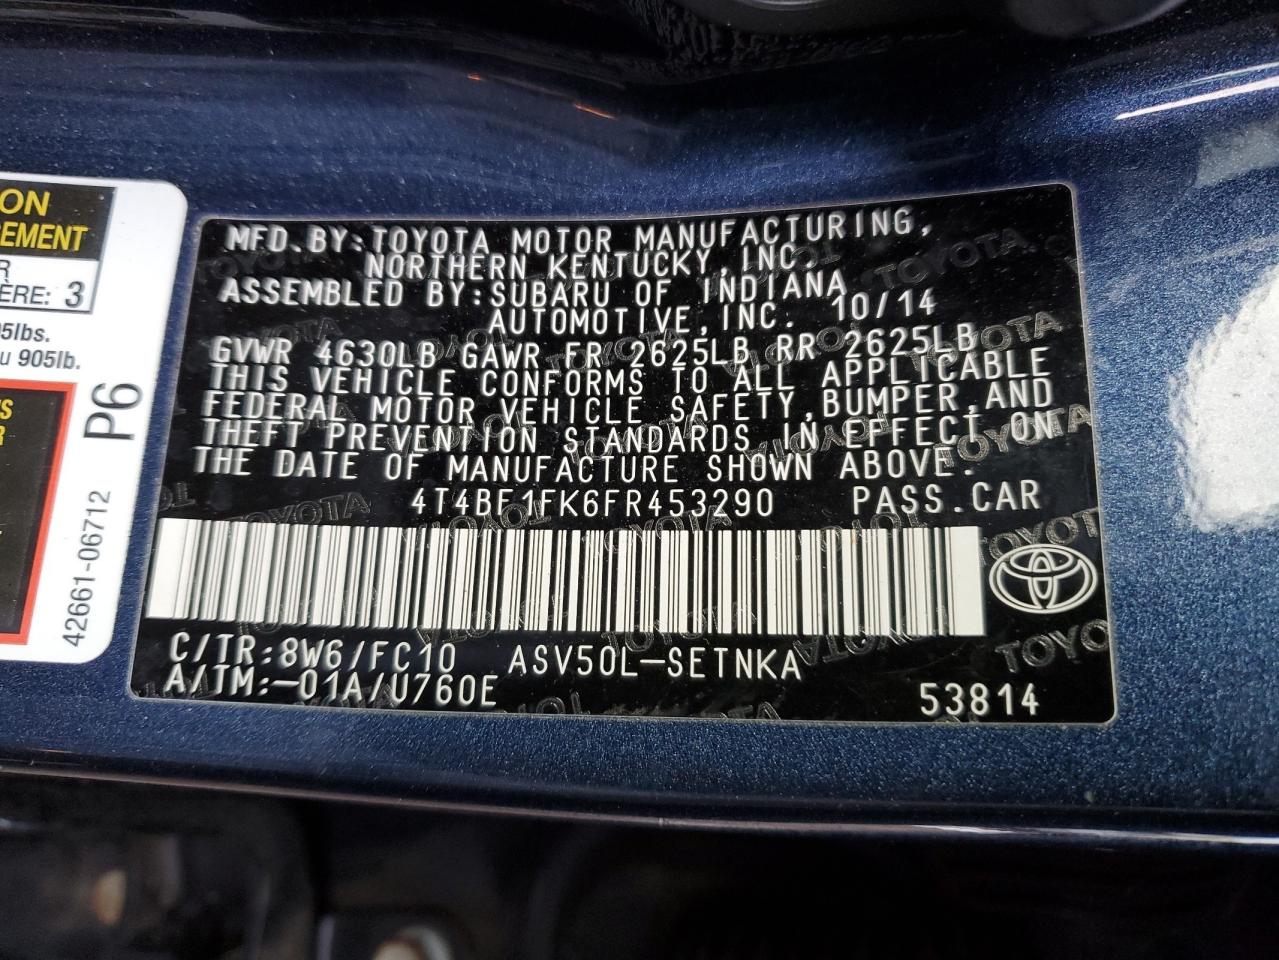 ON
EMENT
R
ÈRE: 3
5lbs.
u 905lb.
S
R
P6
42661-06712
MFD.BY:TOYOTA MOTOR MANUFACTURING,
NORTHERN KENTUCKY,INC.
ASSEMBLED BY:SUBARU OF INDIANA
AUTOMOTIVE,INC. 10/14
GVWR 4630LB GAWR FR 2625LB RR 2625LB
THIS VEHICLE CONFORMS TO ALL APPLICABLE
FEDERAL MOTOR VEHICLE SAFETY,BUMPER,AND
THEFT PREVENTION STANDARDS IN EFFECT ON
THE DATE OF MANUFACTURE SHOWN ABOVE.
4T4BF1FK6FR453290 PASS.CAR
C/TR:8W6/FC10 ASV50L-SETNKA
A/TM:-01A/U760E
53814
TOYOTA